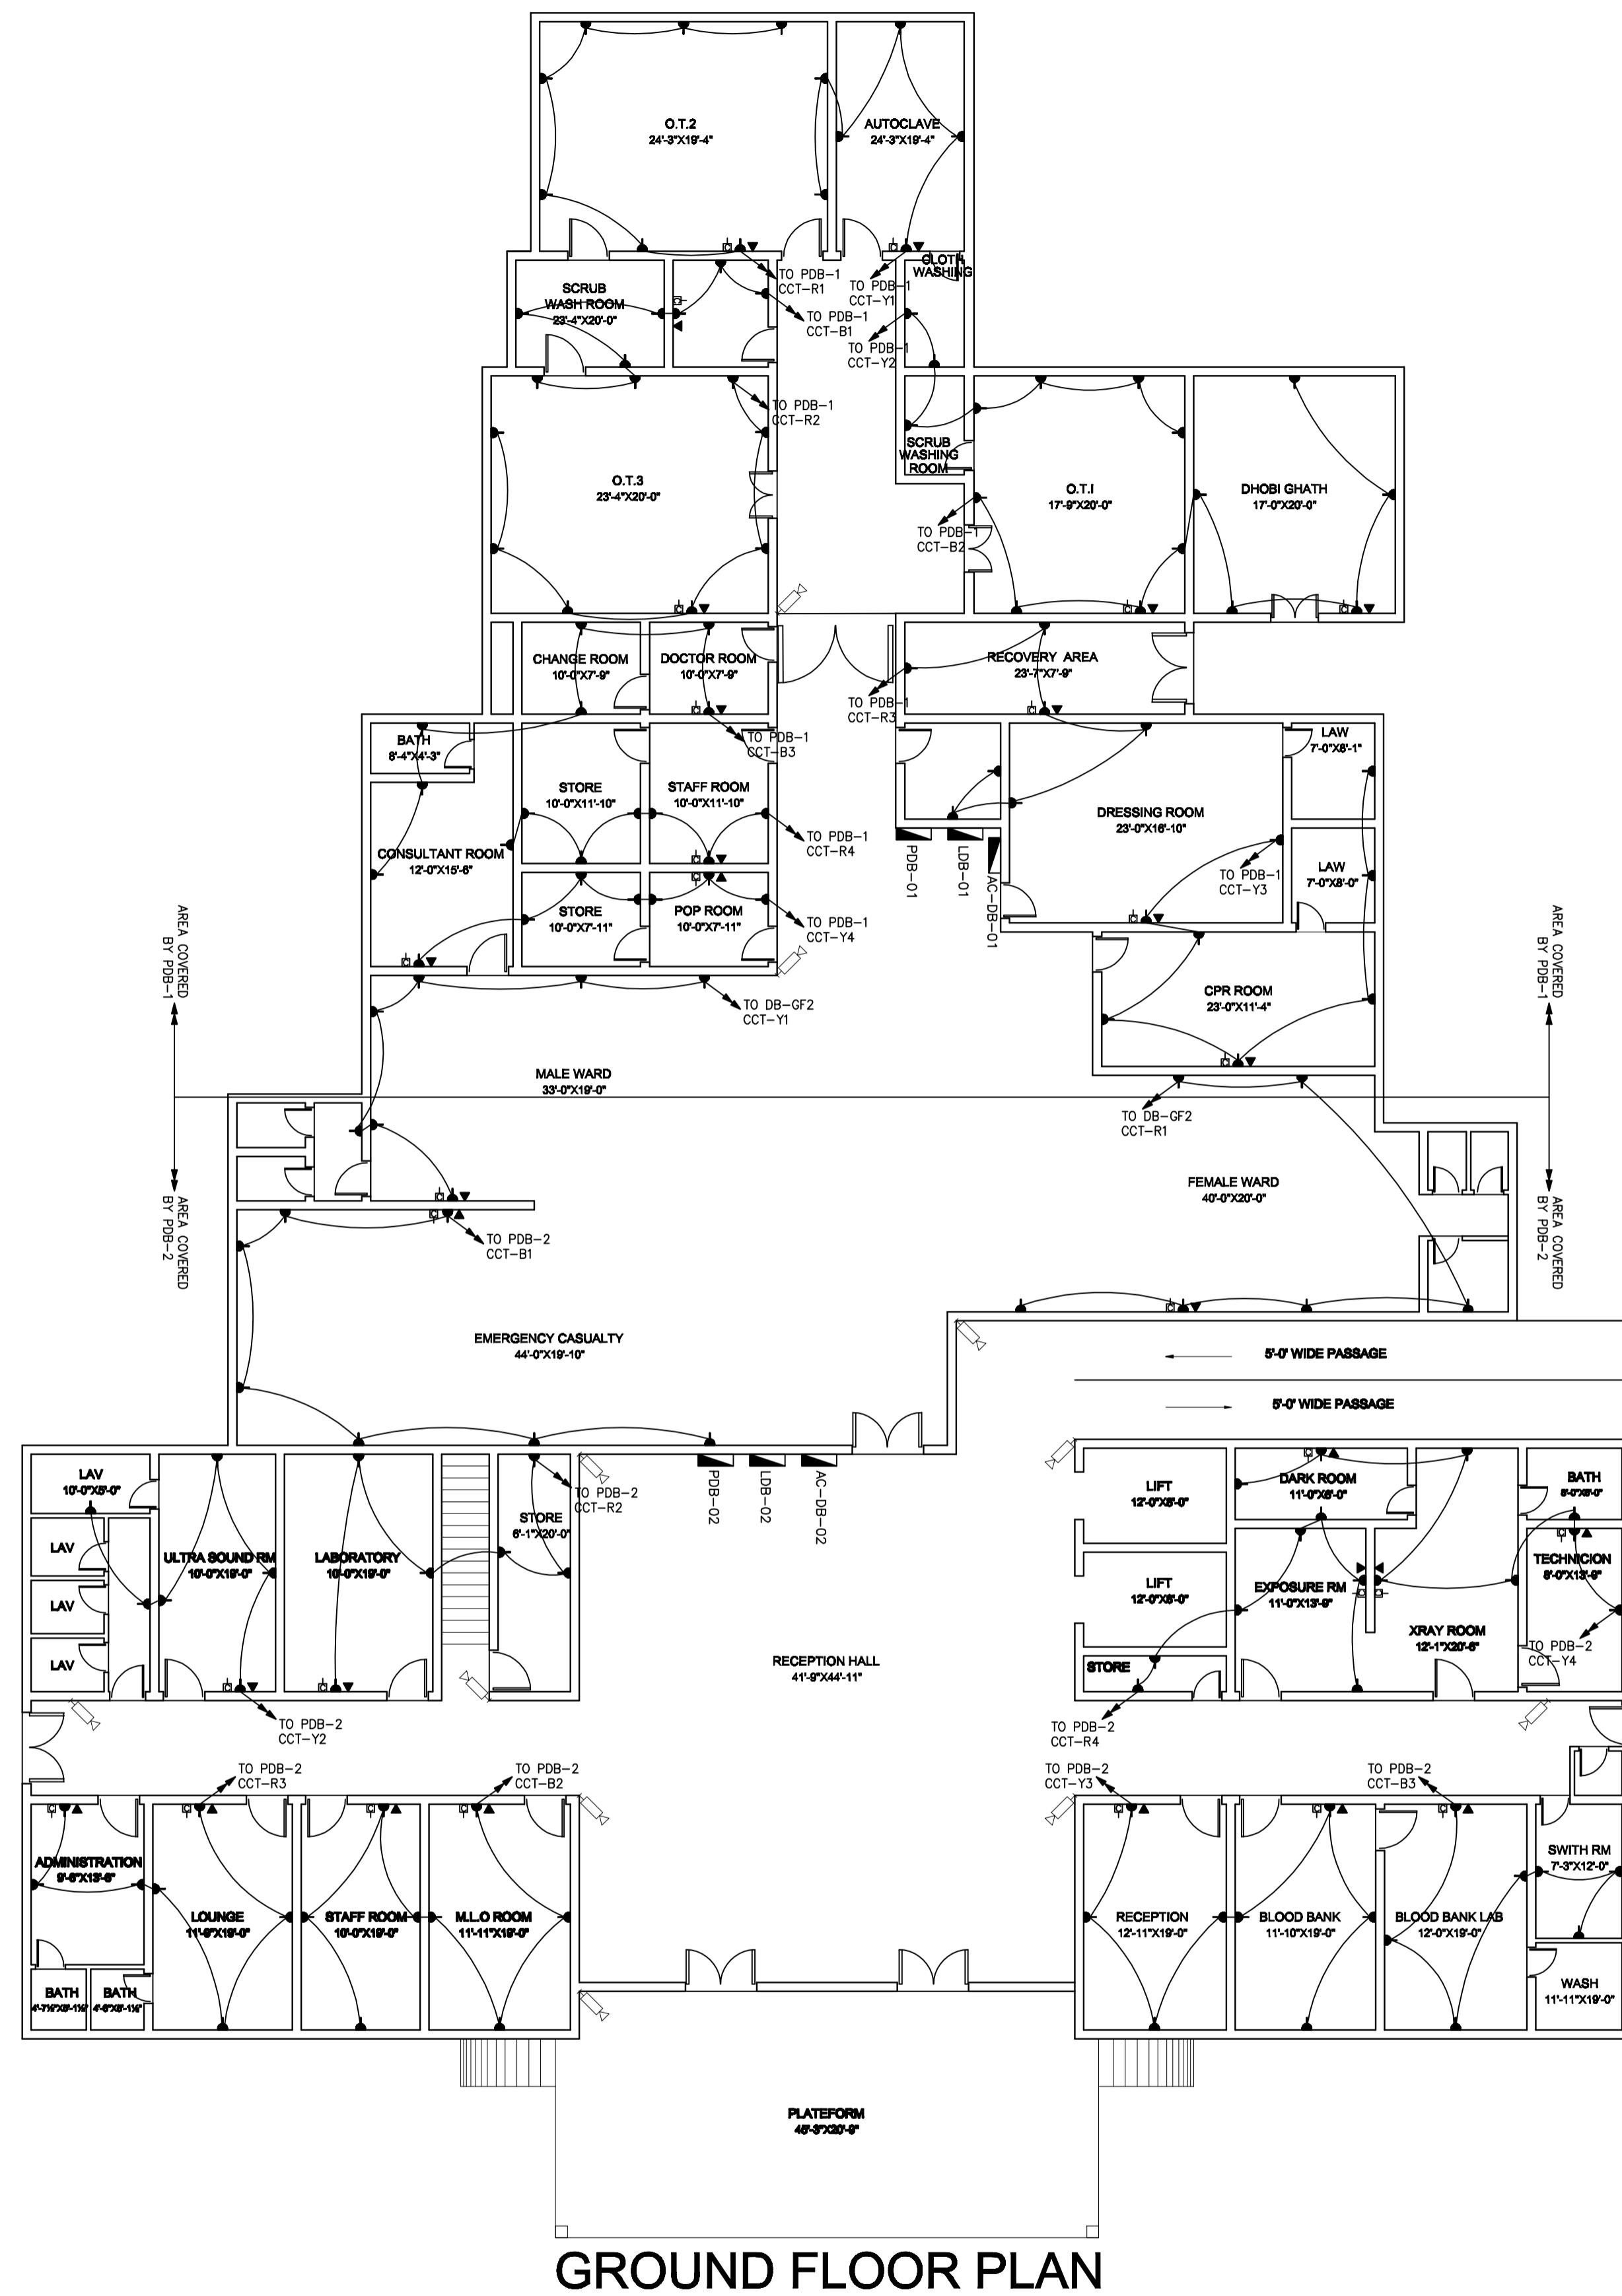 O.T.2
24'-3"X19'-4"
AUTOCLAVE
24'-3"X19'-4"
CLOTH
WASHING
TO PDB-1
CCT-R1
TO PDB-1
CCT-Y1
SCRUB
WASH ROOM
23'-4"X20'-0"
TO PDB-1
CCT-B1
TO PDB-1
CCT-Y2
TO PDB-1
CCT-R2
SCRUB
WASHING
ROOM
O.T.3
23'-4"X20'-0"
O.T.I
17'-9"X20'-0"
DHOBI GHATH
17'-0"X20'-0"
TO PDB-1
CCT-B2
CHANGE ROOM
10'-0"X7'-9"
DOCTOR ROOM
10'-0"X7'-9"
RECOVERY AREA
23'-7"X7'-9"
TO PDB-1
CCT-R3
TO PDB-1
CCT-B3
BATH
8'-4"X4'-3"
LAW
7'-0"X8'-1"
STORE
10'-0"X11'-10"
STAFF ROOM
10'-0"X11'-10"
DRESSING ROOM
23'-0"X16'-10"
TO PDB-1
CCT-R4
CONSULTANT ROOM
12'-0"X15'-6"
PDB-01
LDB-01
AC-DB-01
TO PDB-1
CCT-Y3
LAW
7'-0"X8'-0"
STORE
10'-0"X7'-11"
POP ROOM
10'-0"X7'-11"
TO PDB-1
CCT-Y4
AREA COVERED
BY PDB-1
AREA COVERED
BY PDB-1
CPR ROOM
23'-0"X11'-4"
TO DB-GF2
CCT-Y1
MALE WARD
33'-0"X19'-0"
TO DB-GF2
CCT-R1
FEMALE WARD
40'-0"X20'-0"
AREA COVERED
BY PDB-2
AREA COVERED
BY PDB-2
TO PDB-2
CCT-B1
EMERGENCY CASUALTY
44'-0"X19'-10"
5'-0' WIDE PASSAGE
5'-0' WIDE PASSAGE
LAV
10'-0"X5'-0"
TO PDB-2
CCT-R2
PDB-02
LDB-02
AC-DB-02
LIFT
12'-0"X8'-0"
DARK ROOM
11'-0"X6'-0"
BATH
STORE
6'-1"X20'-0"
LAV
ULTRA SOUND RM
10'-0"X19'-0"
LABORATORY
10'-0"X19'-0"
LIFT
12'-0"X8'-0"
EXPOSURE RM
11'-0"X13'-9"
TECHNICION
8'-0"X13'-9"
LAV
XRAY ROOM
12'-1"X20'-6"
TO PDB-2
CCT-Y4
LAV
RECEPTION HALL
41'-9"X44'-11"
STORE
TO PDB-2
CCT-Y2
TO PDB-2
CCT-R4
TO PDB-2
CCT-R3
TO PDB-2
CCT-B2
TO PDB-2
CCT-Y3
TO PDB-2
CCT-B3
ADMINISTRATION
9'-6"X13'-6"
SWITH RM
7'-3"X12'-0"
LOUNGE
11'-9"X19'-0"
STAFF ROOM
10'-0"X19'-0"
M.L.O ROOM
11'-11"X19'-0"
RECEPTION
12'-11"X19'-0"
BLOOD BANK
11'-10"X19'-0"
BLOOD BANK LAB
12'-0"X19'-0"
BATH
BATH
WASH
11'-11"X19'-0"
PLATEFORM
45'-3"X20'-9"
GROUND FLOOR PLAN